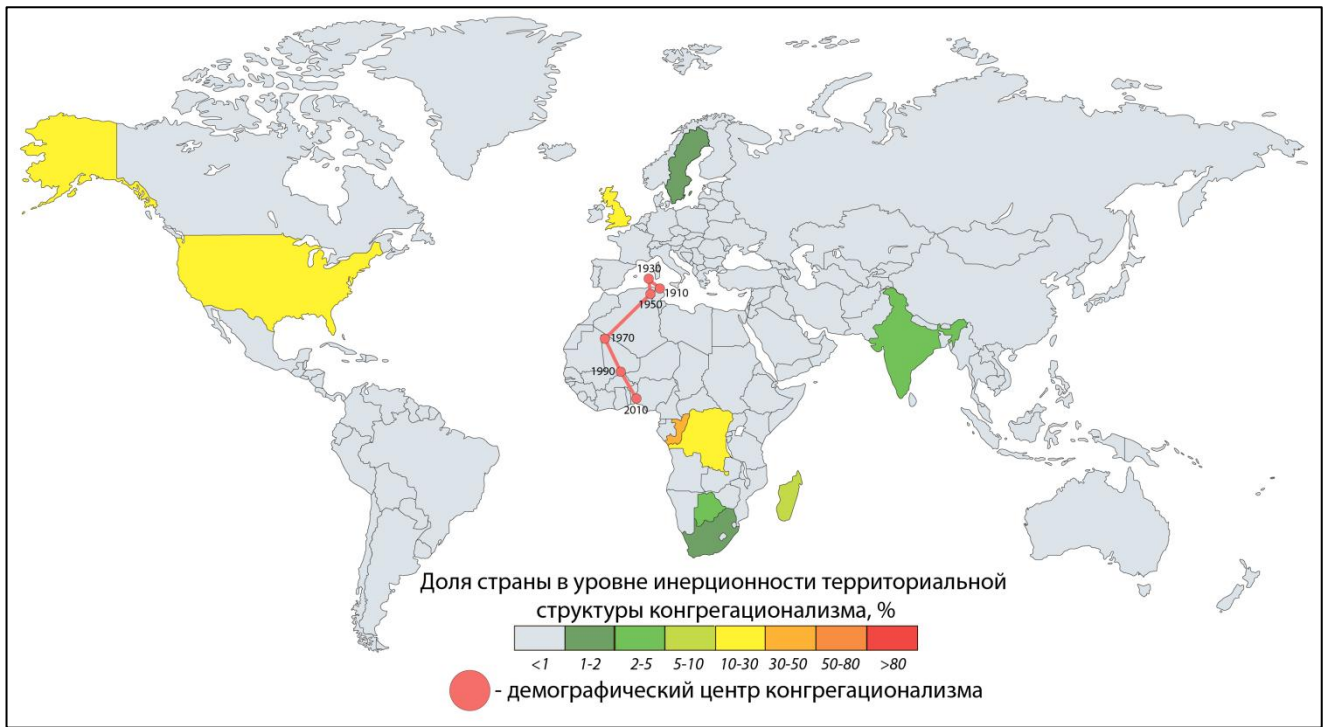 1930
1910
1950
1970
1990
2010
Доля страны в уровне инерционности территориальной
структуры конгрегационализма, %
<1 1-2 2-5 5-10 10-30 30-50 50-80 >80
- демографический центр конгрегационализма